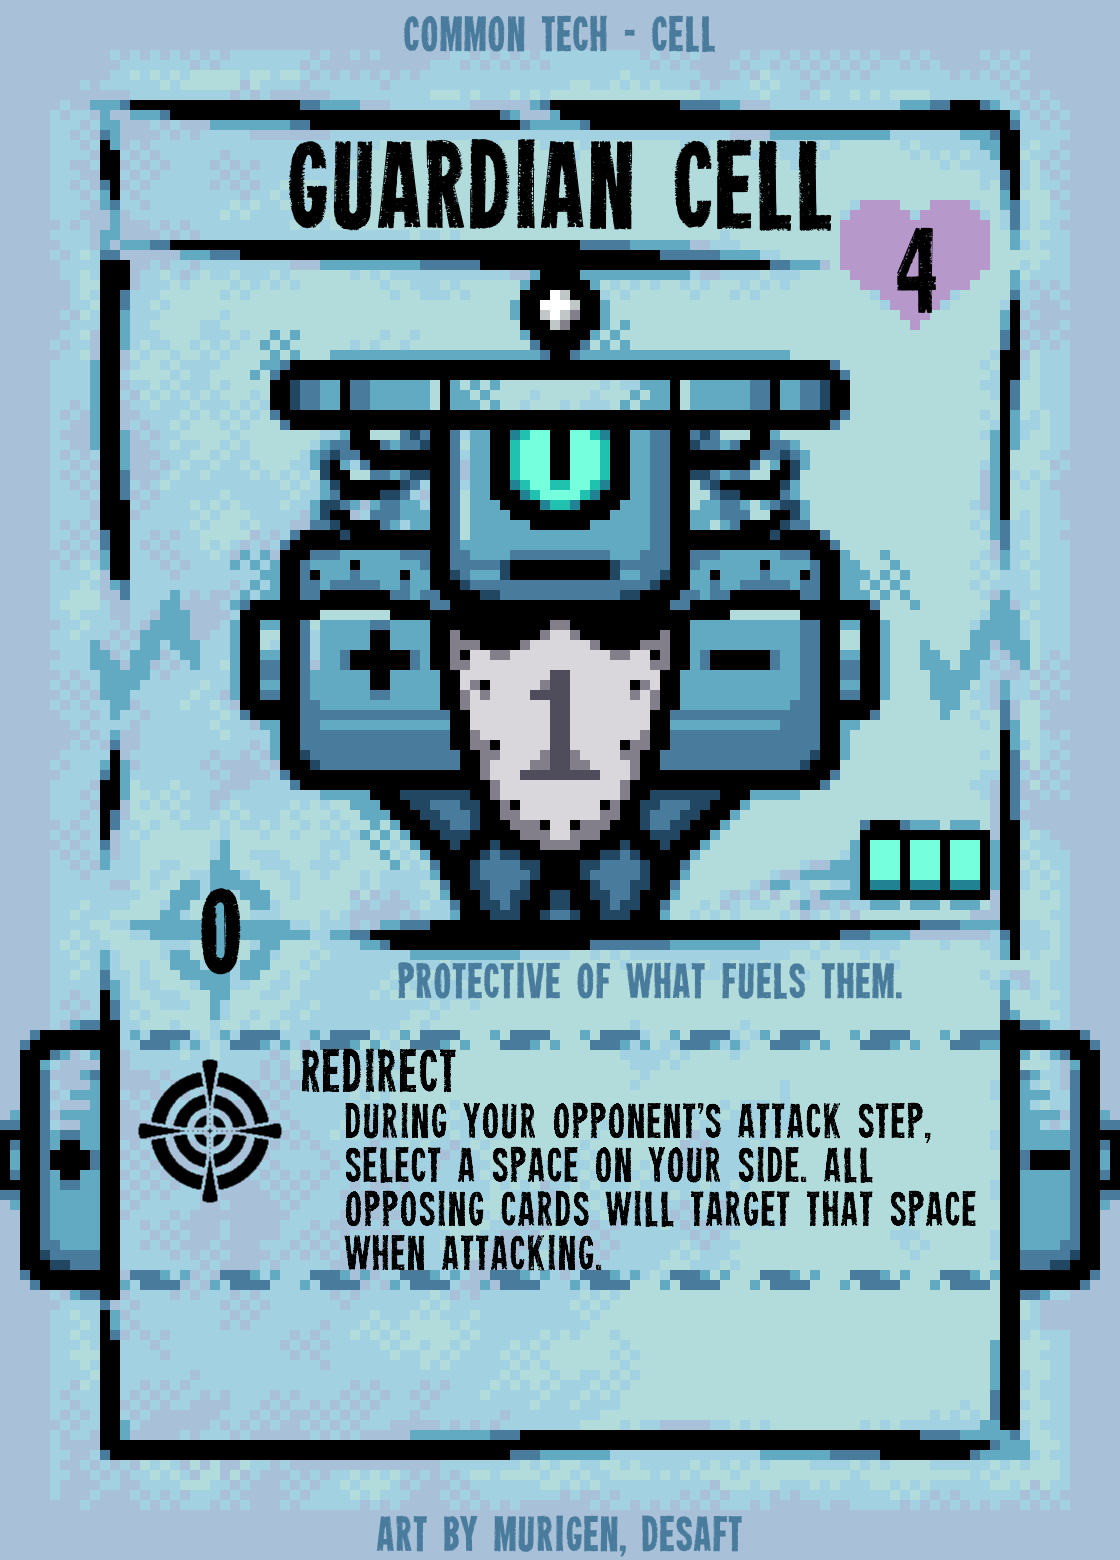 COMMON TECH - CELL
GUARDIAN CELL
4
+
-
1
0
PROTECTIVE OF WHAT FUELS THEM.
REDIRECT
DURING YOUR OPPONENT'S ATTACK STEP,
SELECT A SPACE ON YOUR SIDE. ALL
OPPOSING CARDS WILL TARGET THAT SPACE
WHEN ATTACKING.
+
-
ART BY MURIGEN, DESAFT